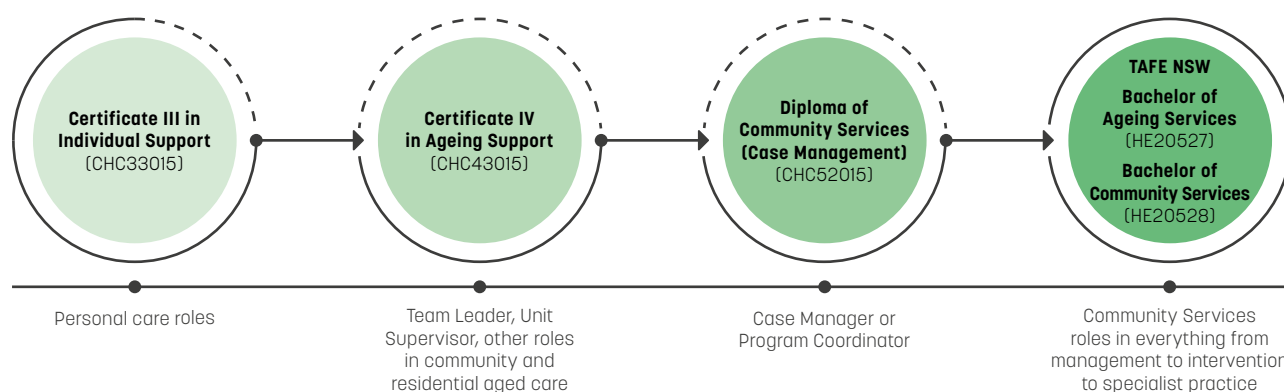 Certificate III in
Individual Support
(CHC33015)
Certificate IV
in Ageing Support
(CHC43015)
Diploma of
Community Services
(Case Management)
(CHC52015)
TAFE NSW
Bachelor of
Ageing Services
(HE20527)
Bachelor of
Community Services
(HE20528)
Personal care roles
Team Leader, Unit
Supervisor, other roles
in community and
residential aged care
Case Manager or
Program Coordinator
Community Services
roles in everything from
management to intervention
to specialist practice